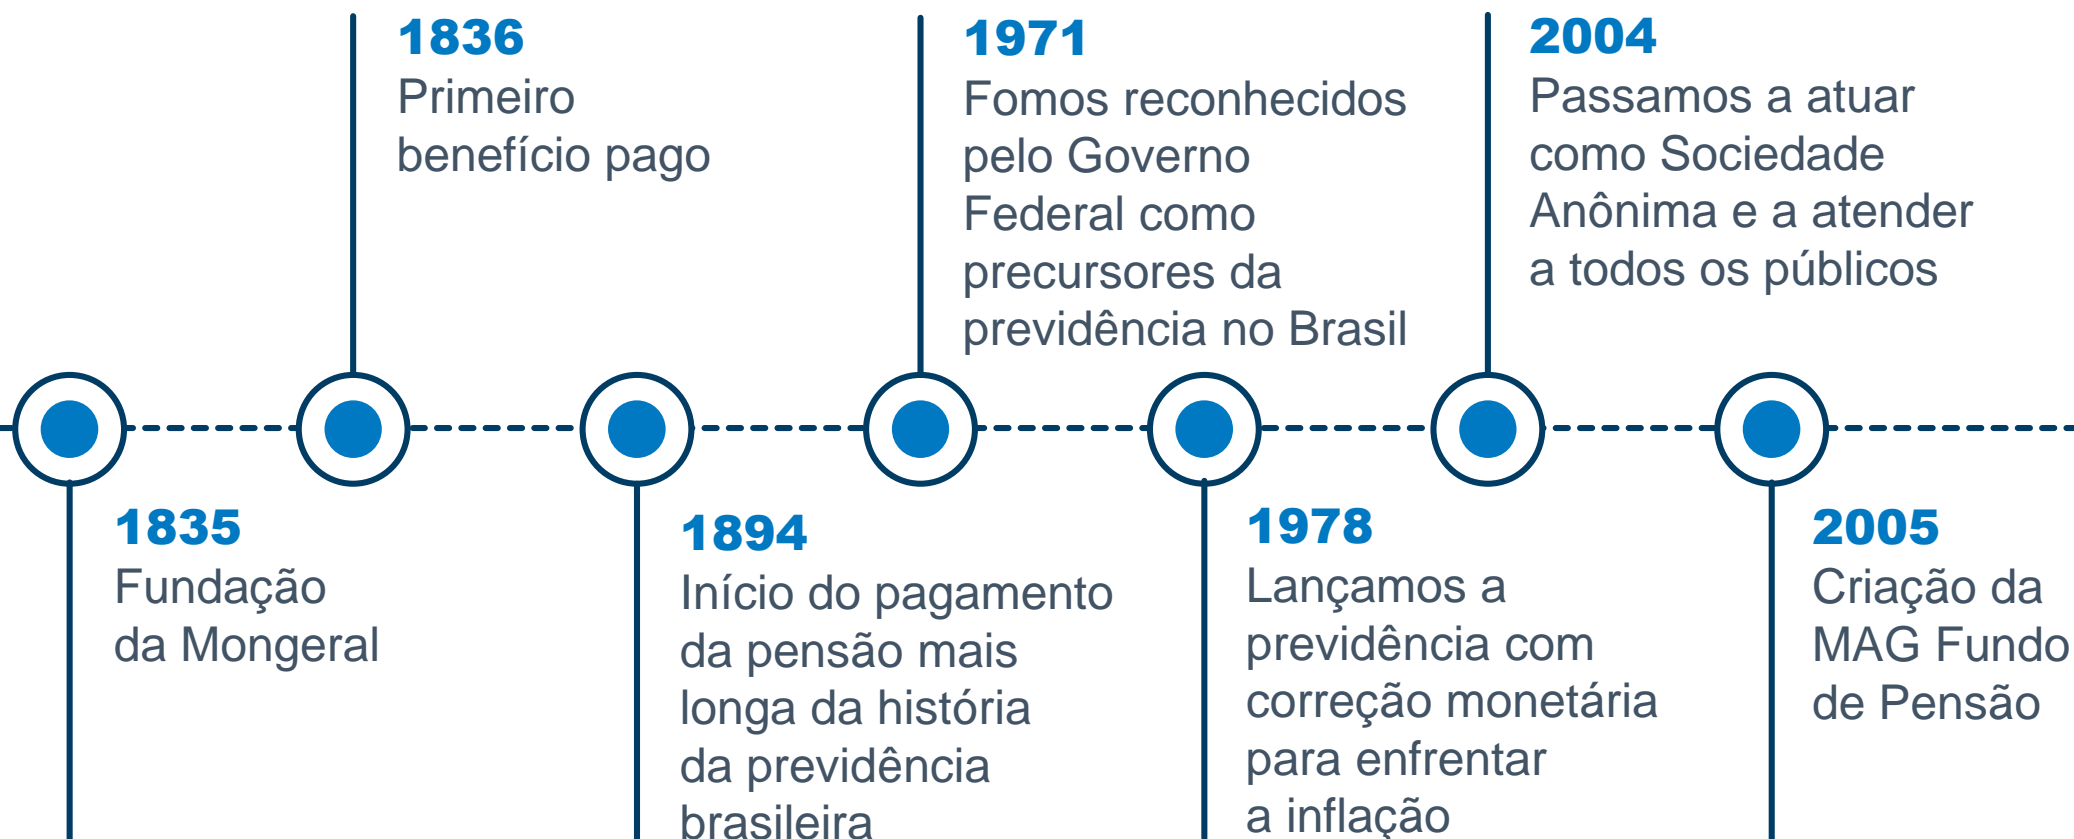 1836
Primeiro
benefício pago
1971
Fomos reconhecidos
pelo Governo
Federal como
precursores da
previdência no Brasil
2004
Passamos a atuar
como Sociedade
Anônima e a atender
a todos os públicos
1835
Fundação
da Mongeral
1894
Início do pagamento
da pensão mais
longa da história
da previdência
brasileira
1978
Lançamos a
previdência com
correção monetária
para enfrentar
a inflação
2005
Criação da
MAG Fundo
de Pensão